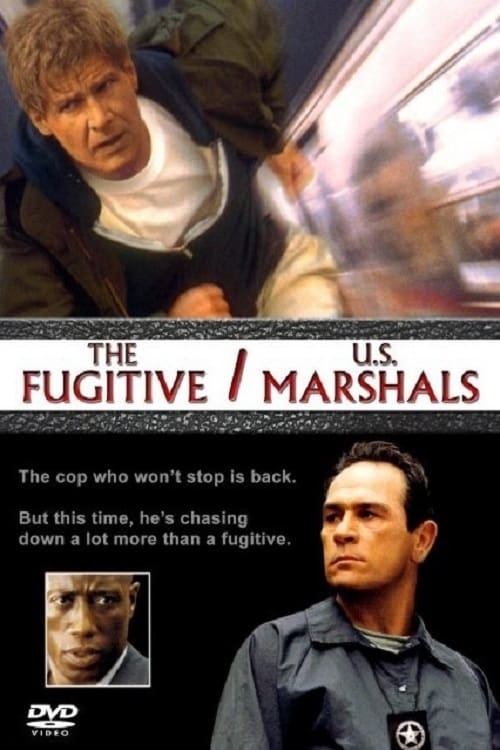 THE
FUGITIVE / U.S.
MARSHALS
The cop who won't stop is back.
But this time, he's chasing
down a lot more than a fugitive.
DVD
VIDEO